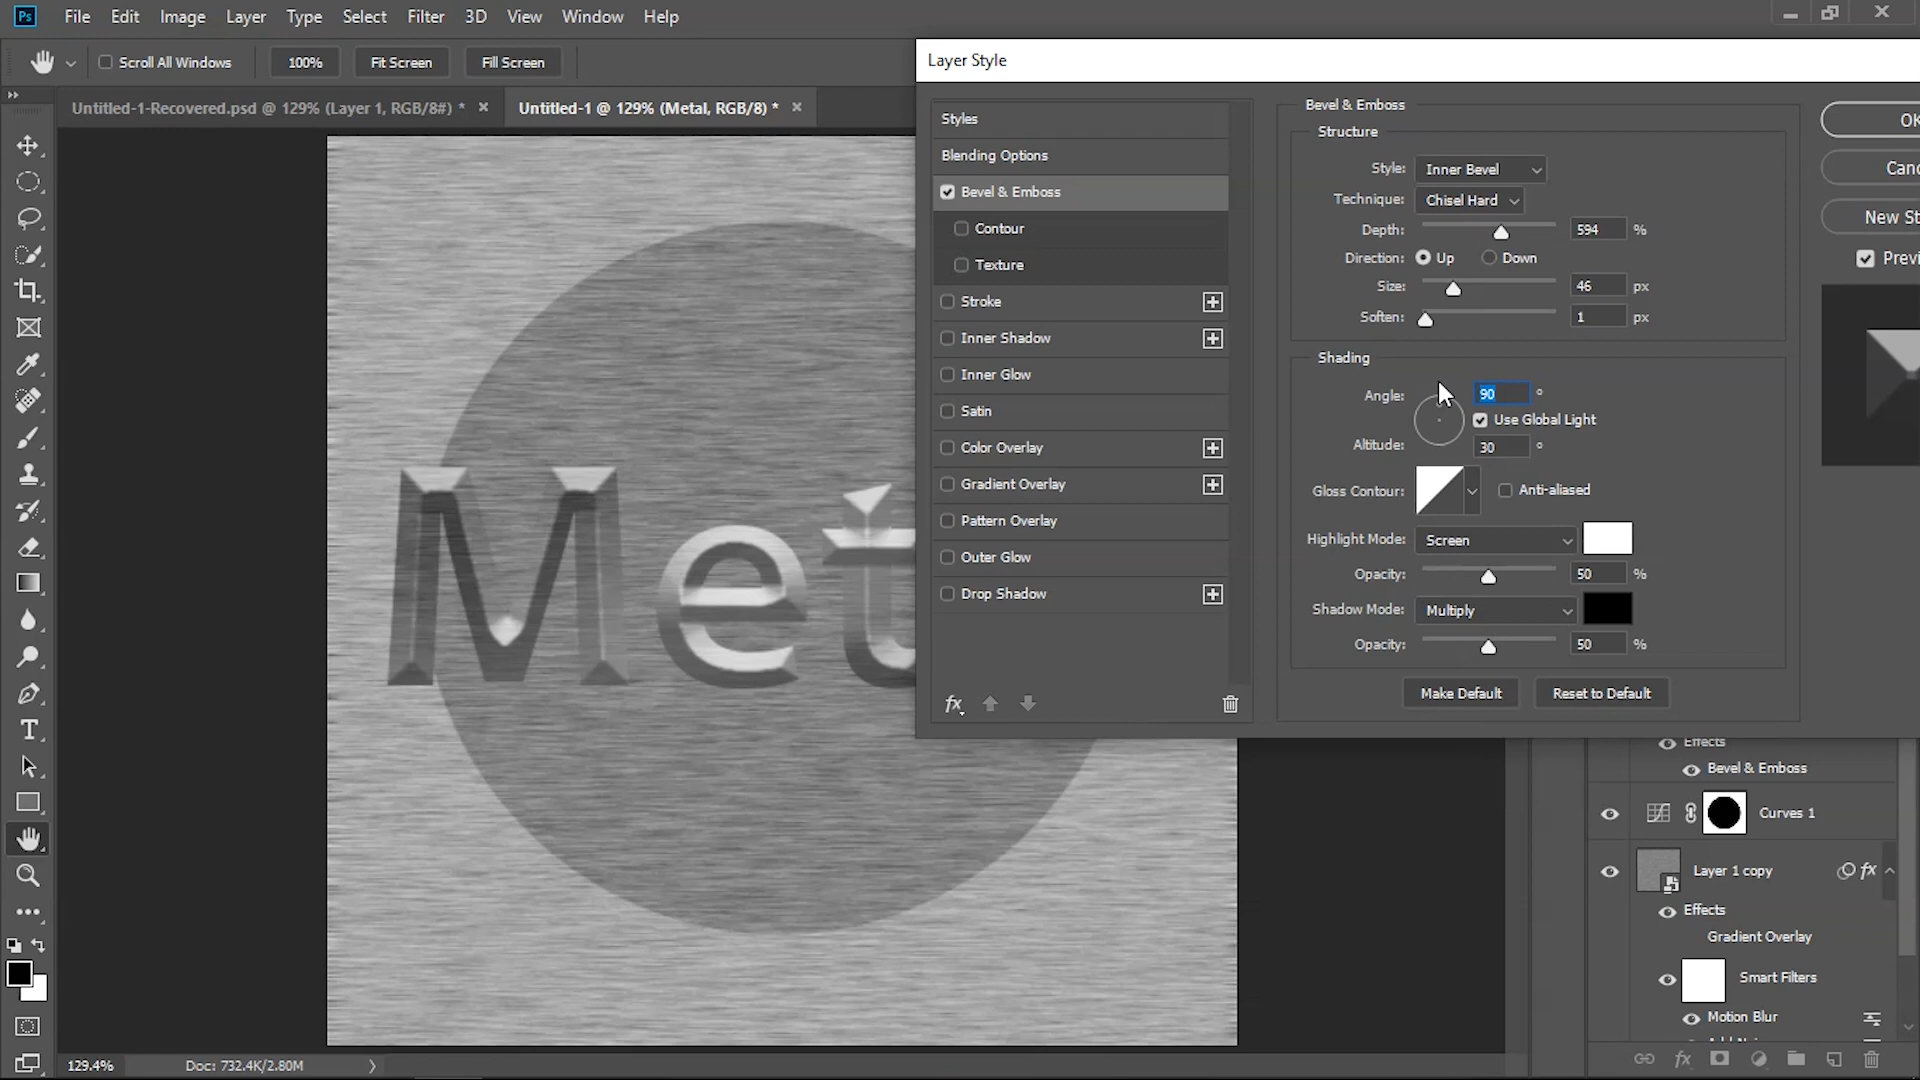 Ps File Edit Image Layer Select Filter 3D View Window Help
Type
Scroll All Windows 100% Fit Screen Fill Screen
Untitled-1-Recovered.psd @ 129% (Layer 1, RGB/8#) * Untitled-1 @ 129% (Metal, RGB/8) *
Layer Style
Styles
Blending Options
Bevel & Emboss
Contour
Texture
Stroke
Inner Shadow
Inner Glow
Satin
Color Overlay
Gradient Overlay
Pattern Overlay
Outer Glow
Drop Shadow
fx
Bevel & Emboss
Structure
Style: Inner Bevel
Technique: Chisel Hard
Depth: 594 %
Direction: Up Down
Size: 46 px
Soften: 1 px
Shading
Angle: 90 °
Use Global Light
Altitude: 30 °
Gloss Contour: Anti-aliased
Highlight Mode: Screen
Opacity: 50 %
Shadow Mode: Multiply
Opacity: 50 %
Make Default Reset to Default
OK
Canc
New St
Previ
Met
Effects
Bevel & Emboss
Curves 1
Layer 1 copy fx
Effects
Gradient Overlay
Smart Filters
Motion Blur
fx
T
129.4% Doc: 732.4K/2.80M